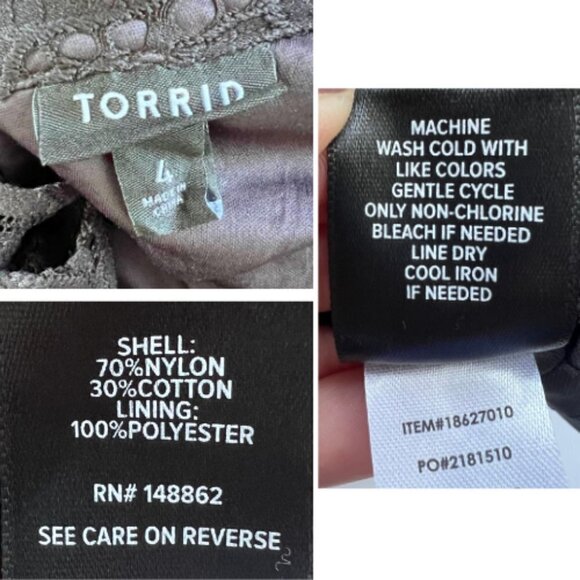 TORRID
4
MADE IN
CHINA
MACHINE
WASH COLD WITH
LIKE COLORS
GENTLE CYCLE
ONLY NON-CHLORINE
BLEACH IF NEEDED
LINE DRY
COOL IRON
IF NEEDED
ITEM#18627010
PO#2181510
SHELL:
70%NYLON
30%COTTON
LINING:
100%POLYESTER
RN# 148862
SEE CARE ON REVERSE